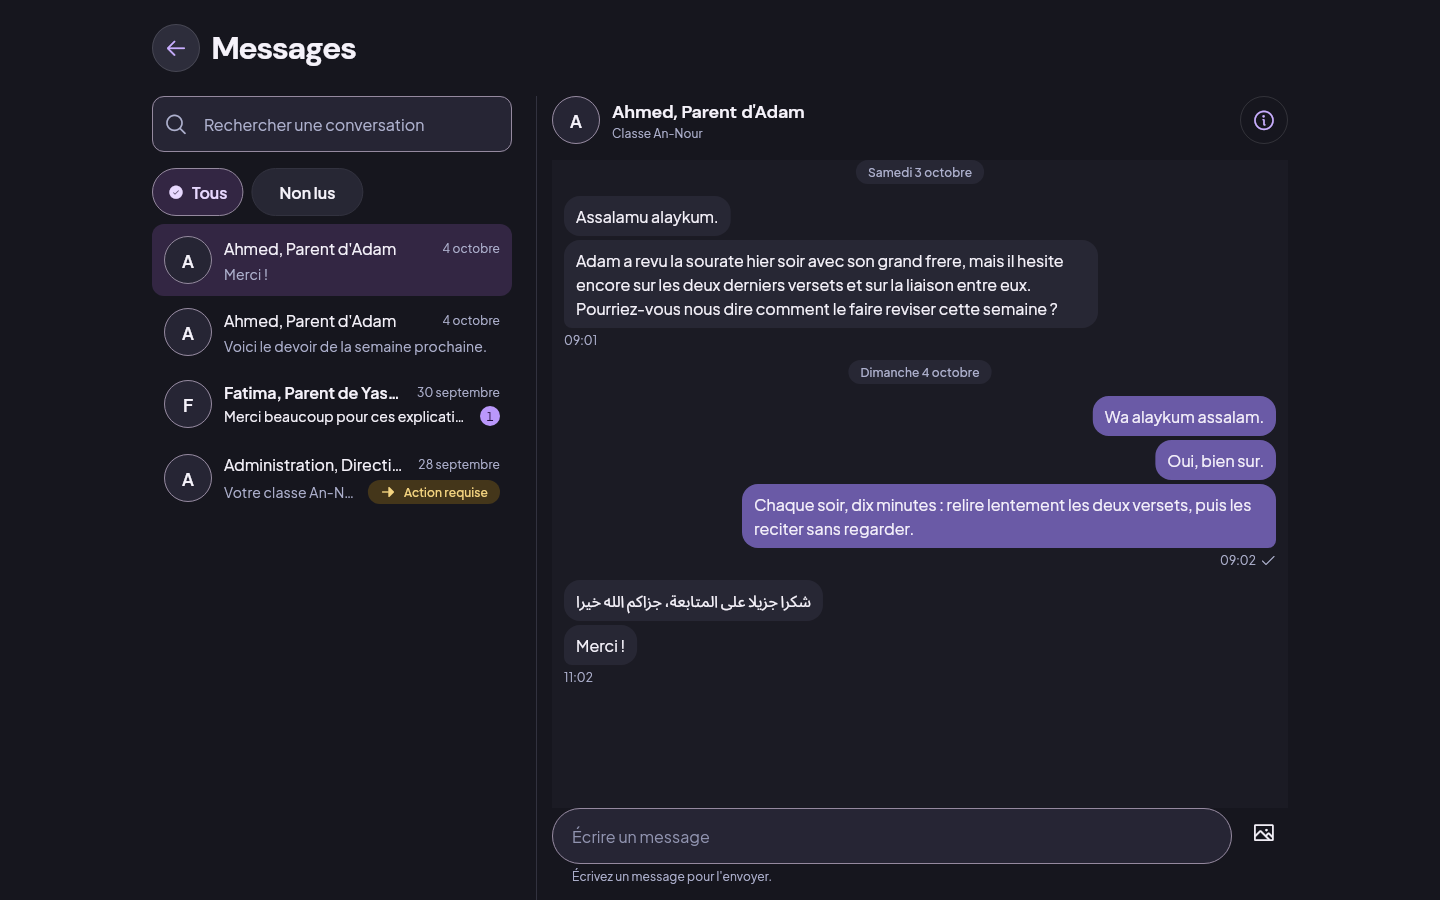 Messages
Rechercher une conversation
Tous
Non lus
A
Ahmed, Parent d'Adam
4 octobre
Merci !
A
Ahmed, Parent d'Adam
4 octobre
Voici le devoir de la semaine prochaine.
F
Fatima, Parent de Yas...
30 septembre
Merci beaucoup pour ces explicati...
1
A
Administration, Directi...
28 septembre
Votre classe An-N...
Action requise
A
Ahmed, Parent d'Adam
Classe An-Nour
Samedi 3 octobre
Assalamu alaykum.
Adam a revu la sourate hier soir avec son grand frere, mais il hesite
encore sur les deux derniers versets et sur la liaison entre eux.
Pourriez-vous nous dire comment le faire reviser cette semaine ?
09:01
Dimanche 4 octobre
Wa alaykum assalam.
Oui, bien sur.
Chaque soir, dix minutes : relire lentement les deux versets, puis les
reciter sans regarder.
09:02
شكرا جزيلا على المتابعة، جزاكم الله خيرا
Merci !
11:02
Écrire un message
Écrivez un message pour l'envoyer.